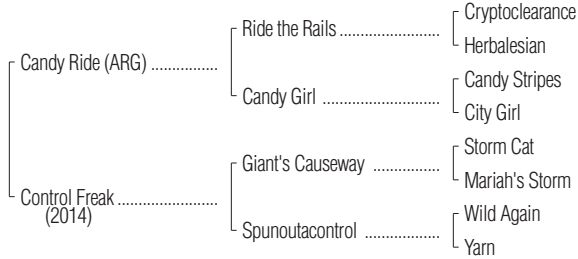 Cryptoclearance
Ride the Rails
Herbalesian
Candy Ride (ARG)
Candy Stripes
Candy Girl
City Girl
Storm Cat
Giant's Causeway
Mariah's Storm
Control Freak
(2014)
Wild Again
Spunoutacontrol
Yarn